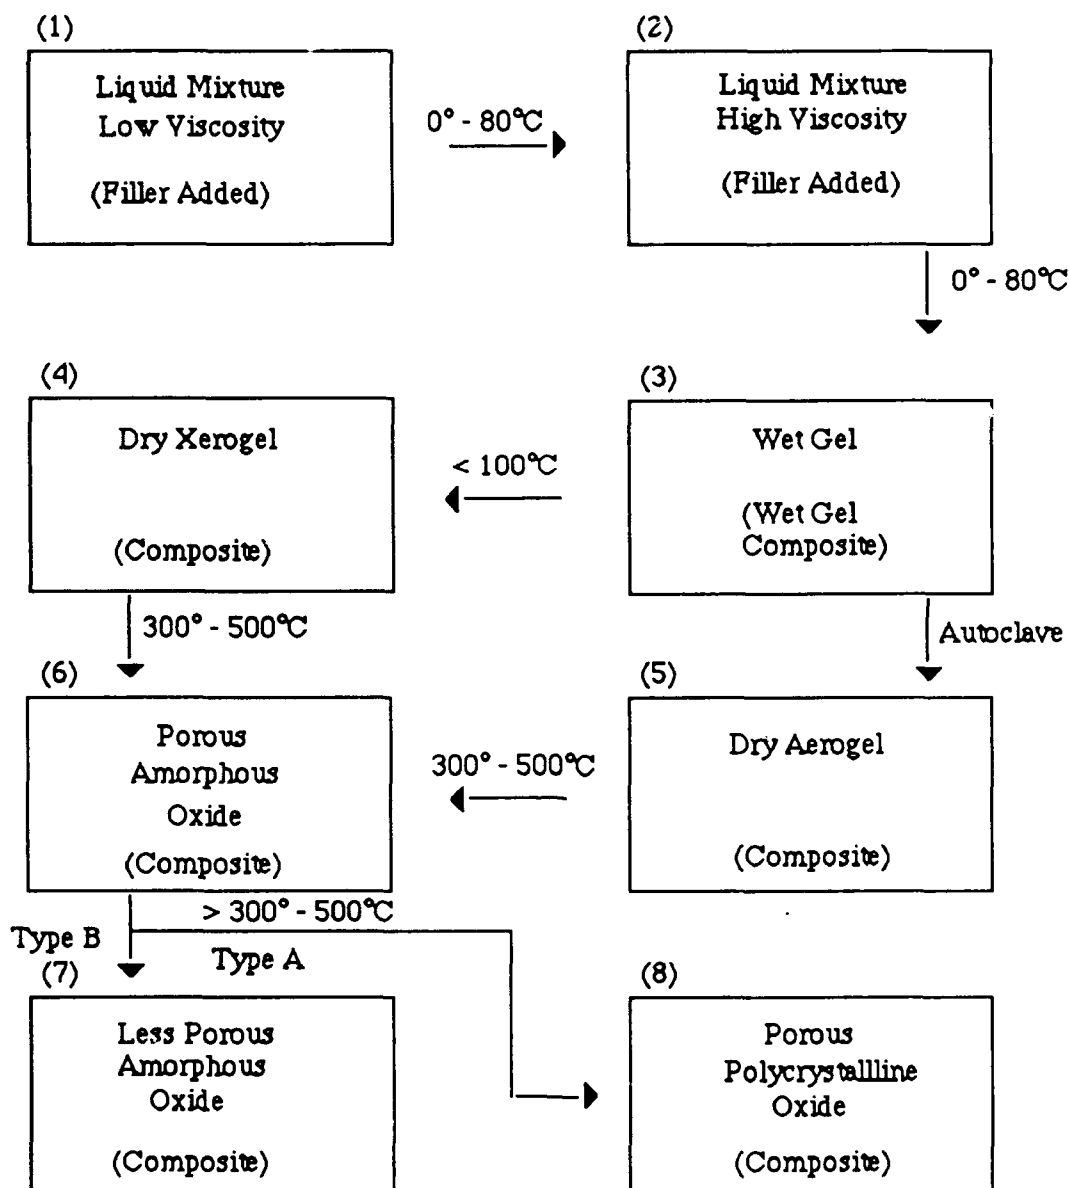 (1)
Liquid Mixture
Low Viscosity
(Filler Added)
0° - 80°C
(2)
Liquid Mixture
High Viscosity
(Filler Added)
0° - 80°C
(3)
Wet Gel
(Wet Gel
Composite)
< 100°C
(4)
Dry Xerogel
(Composite)
300° - 500°C
Autoclave
(5)
Dry Aerogel
(Composite)
300° - 500°C
(6)
Porous
Amorphous
Oxide
(Composite)
> 300° - 500°C
Type B
Type A
(7)
Less Porous
Amorphous
Oxide
(Composite)
(8)
Porous
Polycrystallline
Oxide
(Composite)